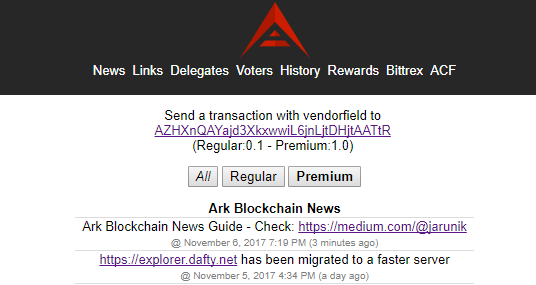 News Links Delegates Voters History Rewards Bittrex ACF
Send a transaction with vendorfield to
AZHXnQAYajd3XkxwwiL6jnLjtDHjtAATtR
(Regular:0.1 - Premium:1.0)
All Regular Premium
Ark Blockchain News
Ark Blockchain News Guide - Check: https://medium.com/@jarunik
@ November 6, 2017 7:19 PM (3 minutes ago)
https://explorer.dafty.net has been migrated to a faster server
@ November 5, 2017 4:34 PM (a day ago)